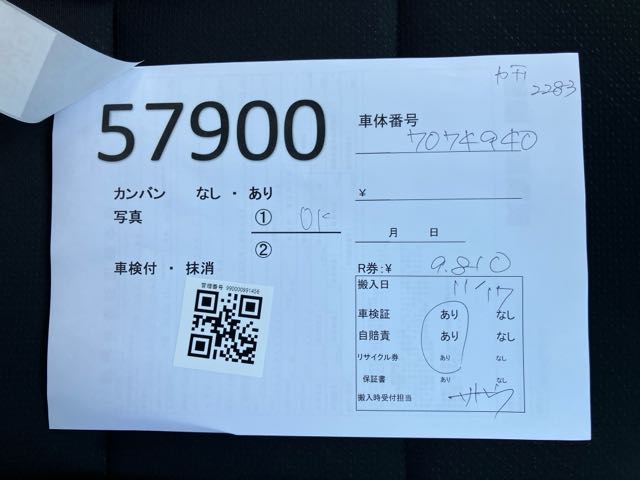 2283
57900
車体番号
7074940
カンバン なし ・ あり
¥
写真 ① OK
②
月 日
車検付 ・ 抹消
R券:¥ 9.810
管理番号 990000991406
搬入日 11/17
車検証 あり なし
自賠責 あり なし
リサイクル券 あり なし
保証書 あり なし
搬入時受付担当